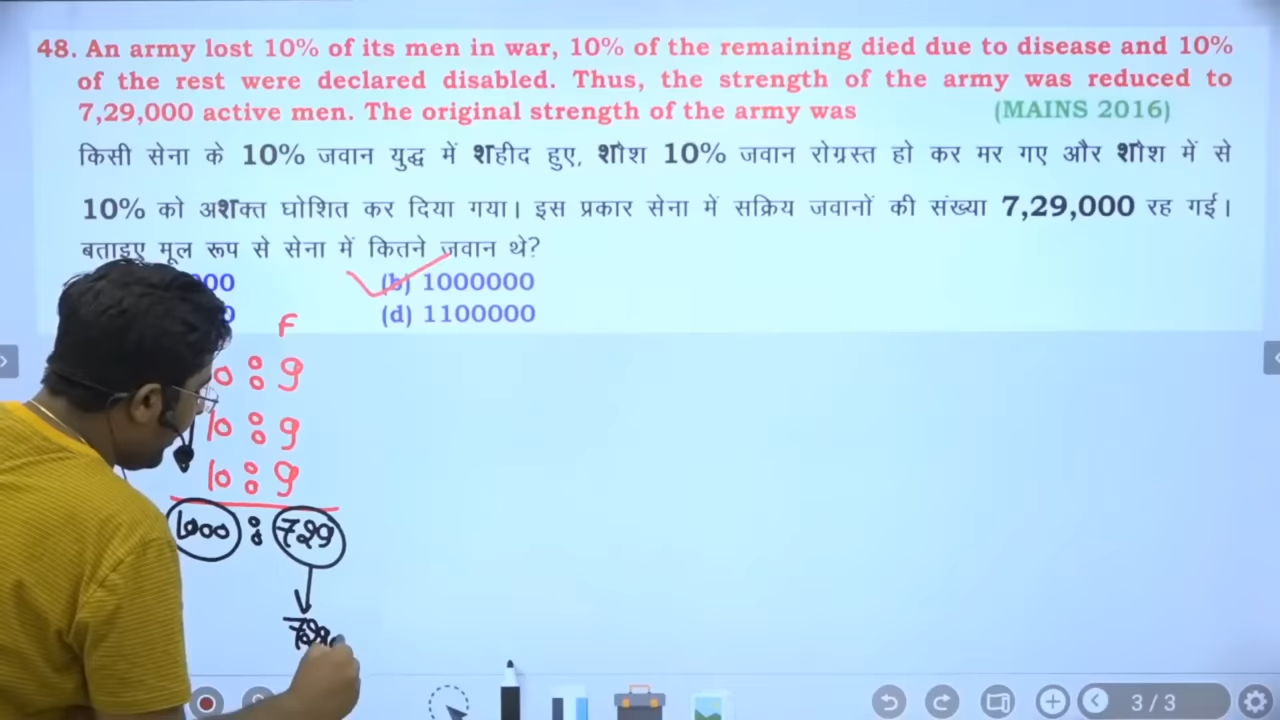 48. An army lost 10% of its men in war, 10% of the remaining died due to disease and 10%
of the rest were declared disabled. Thus, the strength of the army was reduced to
7,29,000 active men. The original strength of the army was (MAINS 2016)
किसी सेना के 10% जवान युद्ध में शहीद हुए, शोश 10% जवान रोग्रस्त हो कर मर गए और शोश में से
10% को अशक्त घोशित कर दिया गया। इस प्रकार सेना में सक्रिय जवानों की संख्या 7,29,000 रह गई।
बताइए मूल रूप से सेना में कितने जवान थे?
(b) 1000000
(d) 1100000
F
10 : 9
10 : 9
1000 : 729
3 / 3